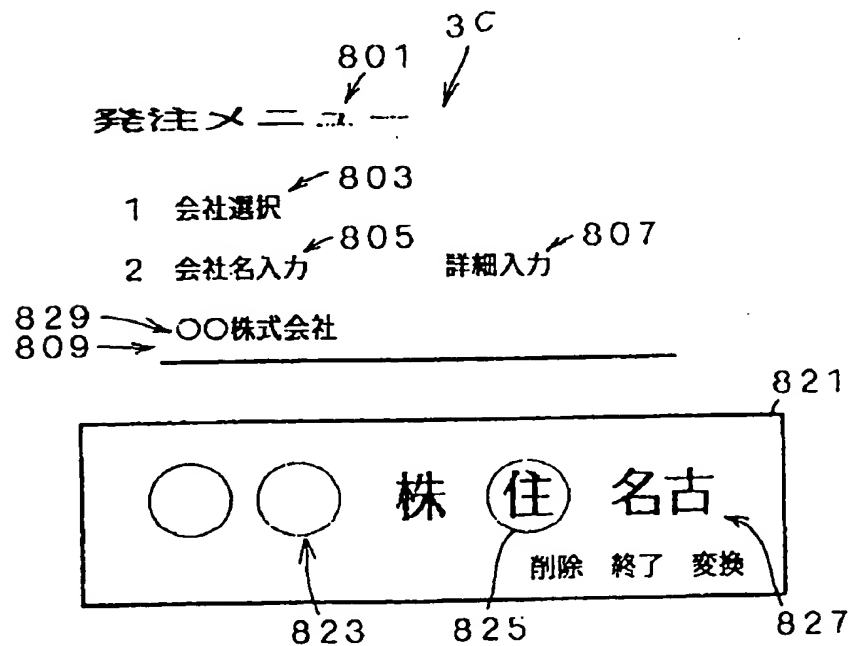 3C
801
発注メニュー
803
1 会社選択
805 807
2 会社名入力 詳細入力
829 ○○株式会社
809
821
○○ 株 住 名古
削除 終了 変換
823 825 827